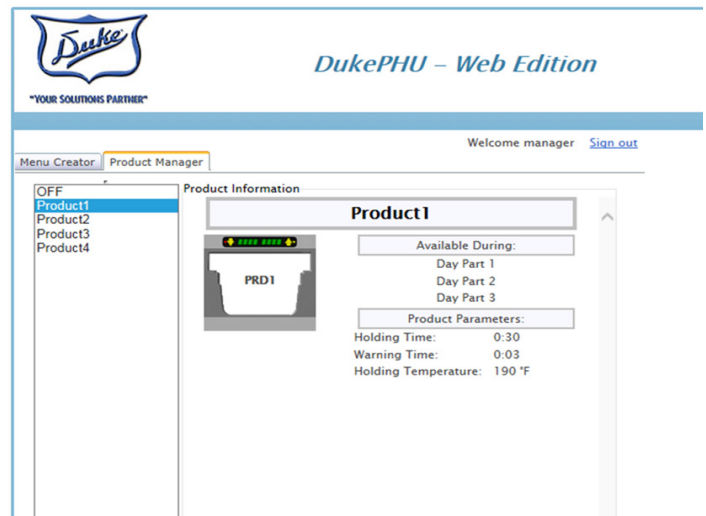 Duke
"YOUR SOLUTIONS PARTNER"
DukePHU – Web Edition
Welcome manager Sign out
Menu Creator Product Manager
OFF
Product1
Product2
Product3
Product4
Product Information
Product1
PRD1
Available During:
Day Part 1
Day Part 2
Day Part 3
Product Parameters:
Holding Time: 0:30
Warning Time: 0:03
Holding Temperature: 190 °F